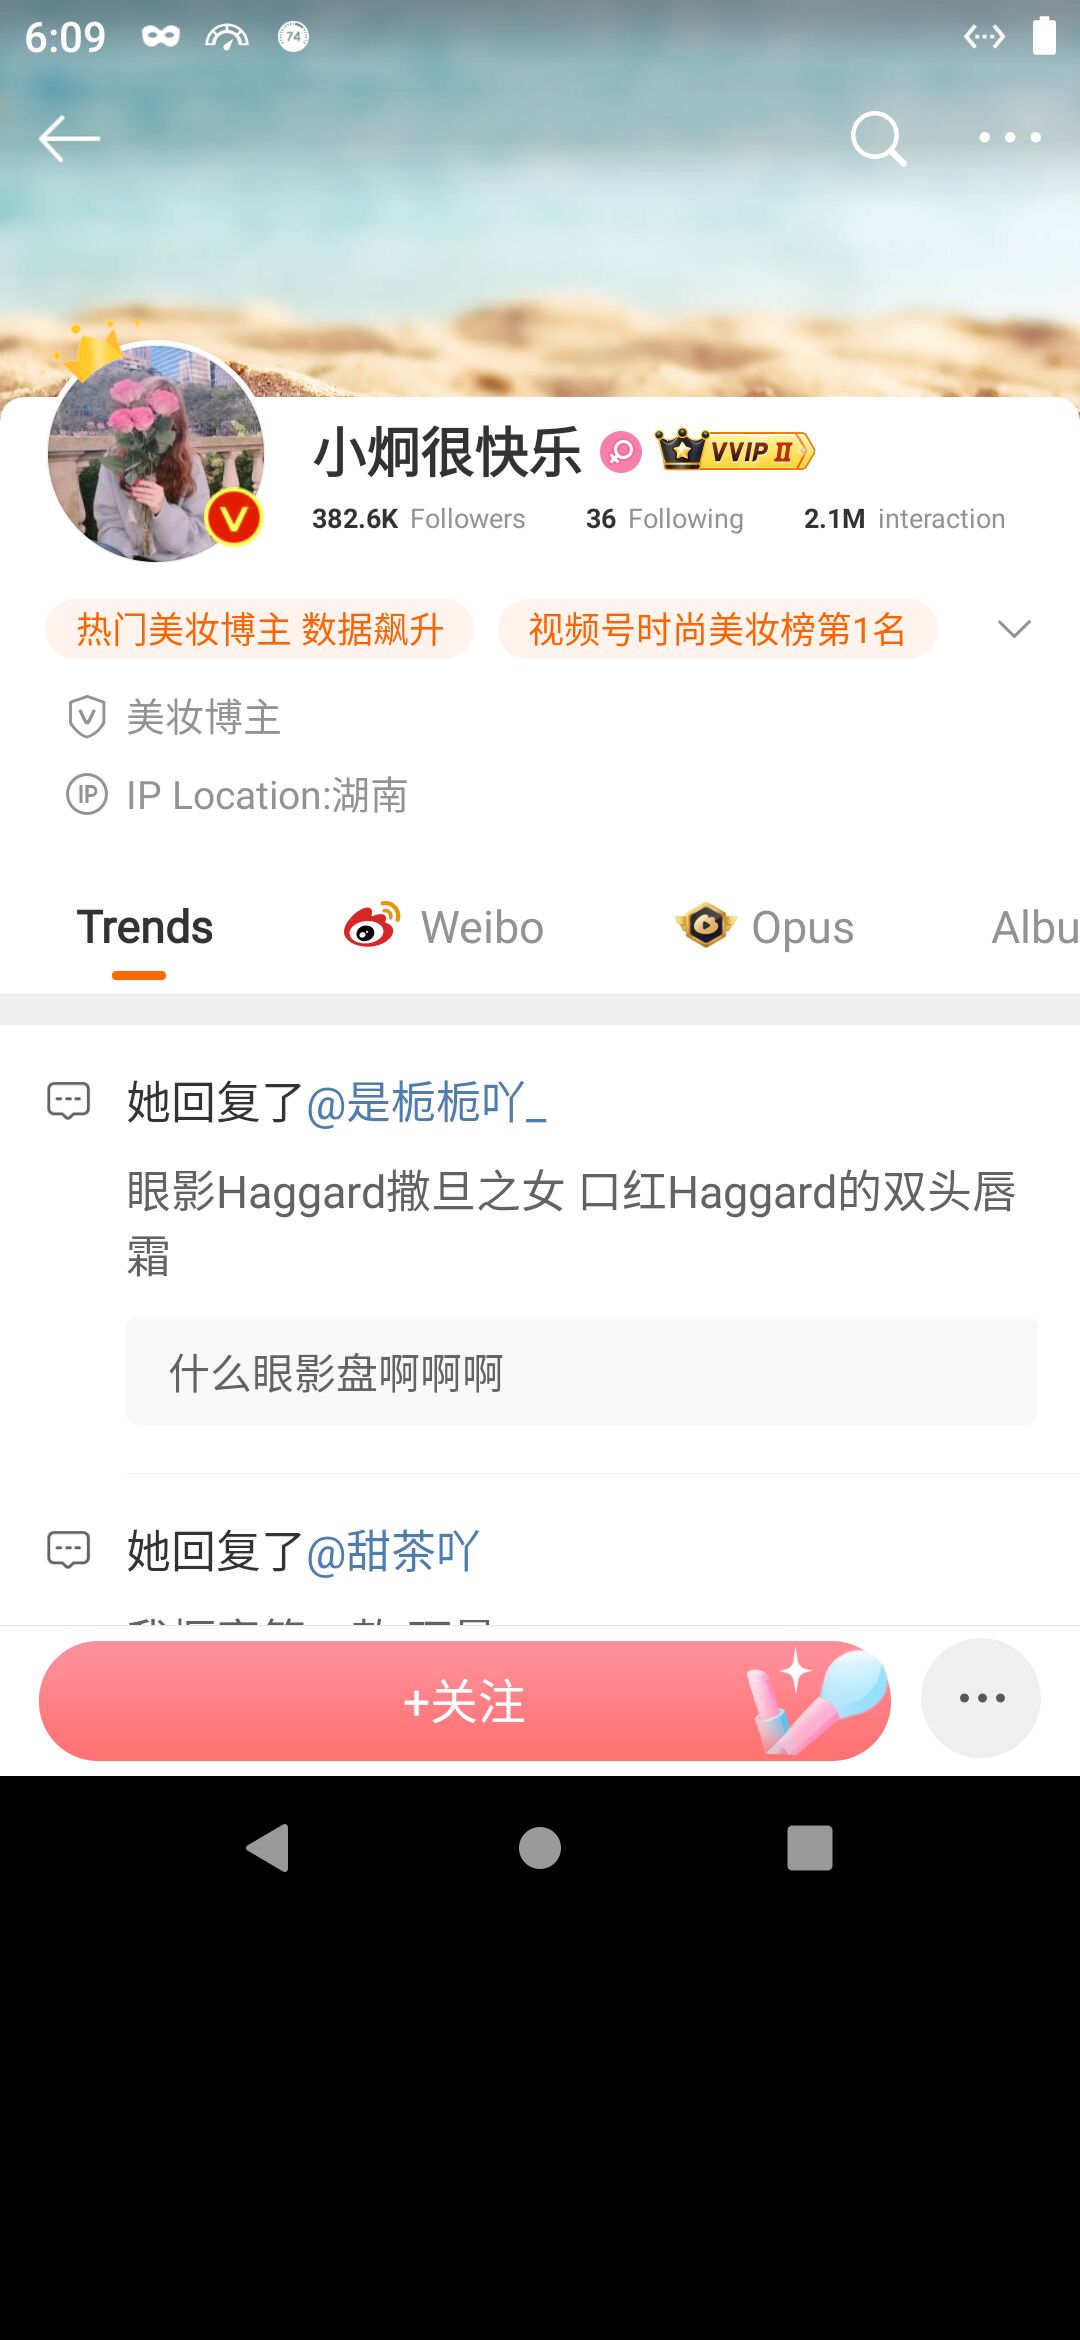 6:09
74
小炯很快乐
VVIP II
382.6K Followers 36 Following 2.1M interaction
热门美妆博主 数据飙升 视频号时尚美妆榜第1名
美妆博主
IP IP Location:湖南
Trends Weibo Opus Albu
她回复了@是栀栀吖_
眼影Haggard撒旦之女 口红Haggard的双头唇
霜
什么眼影盘啊啊啊
她回复了@甜茶吖
+关注